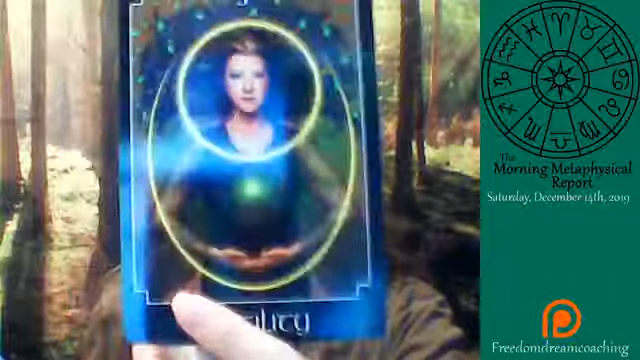 The
Morning Metaphysical
Report
Saturday, December 14th, 2019
Freedomdreamcoaching